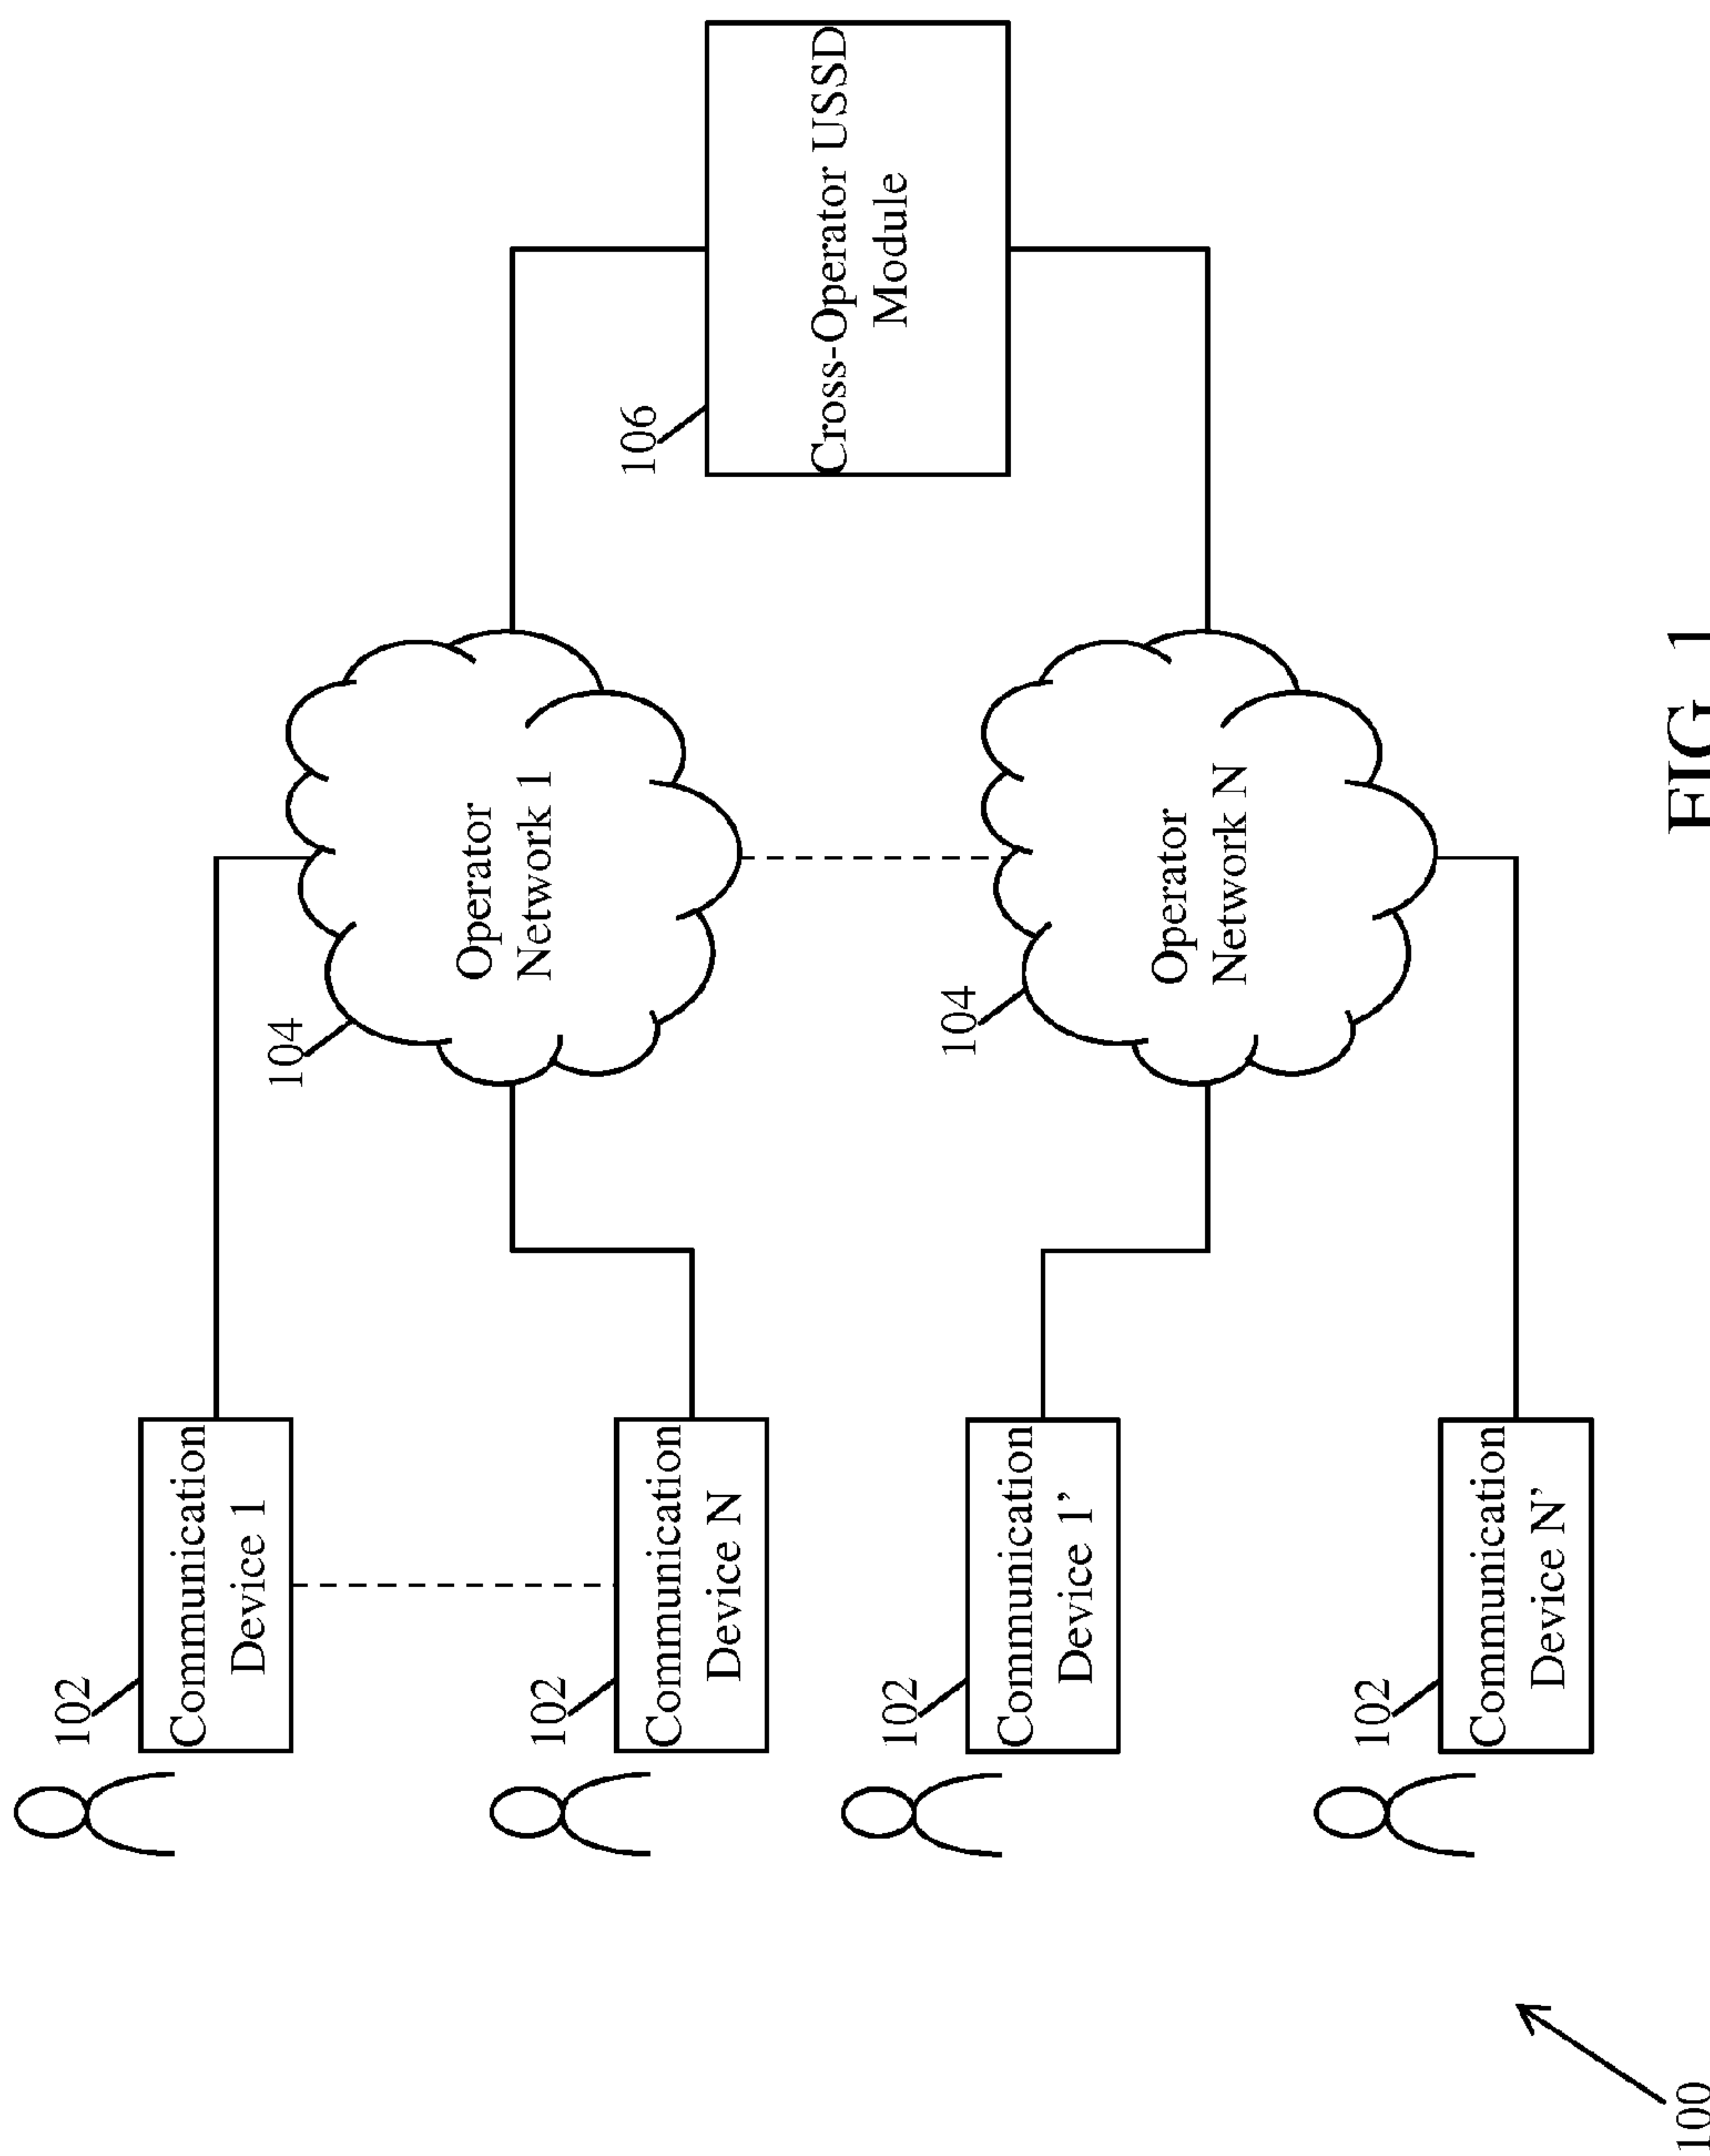 102
Communication
Device 1
102
Communication
Device N
102
Communication
Device 1’
102
Communication
Device N’
104
Operator
Network 1
104
Operator
Network N
106
Cross-Operator USSD
Module
100
FIG. 1